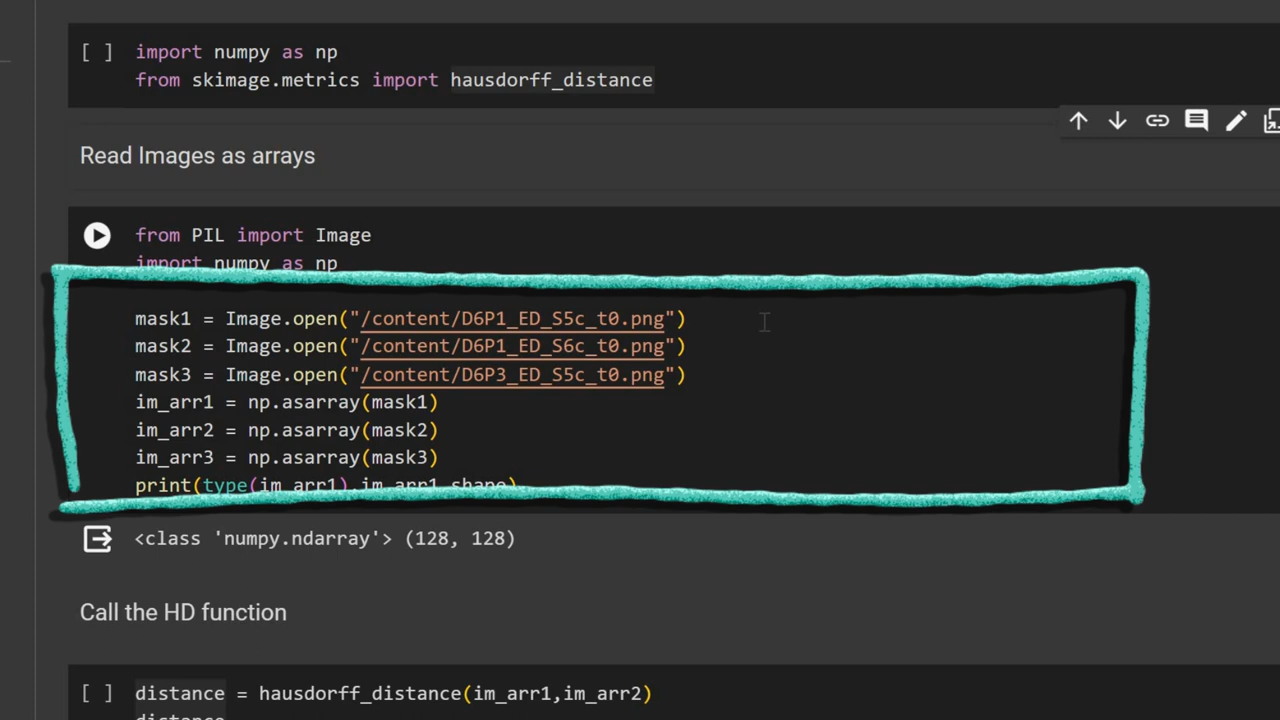 [ ] import numpy as np
from skimage.metrics import hausdorff_distance
Read Images as arrays
from PIL import Image
import numpy as np
mask1 = Image.open("/content/D6P1_ED_S5c_t0.png")
mask2 = Image.open("/content/D6P1_ED_S6c_t0.png")
mask3 = Image.open("/content/D6P3_ED_S5c_t0.png")
im_arr1 = np.asarray(mask1)
im_arr2 = np.asarray(mask2)
im_arr3 = np.asarray(mask3)
print(type(im_arr1),im_arr1.shape)
<class 'numpy.ndarray'> (128, 128)
Call the HD function
[ ] distance = hausdorff_distance(im_arr1,im_arr2)
distance